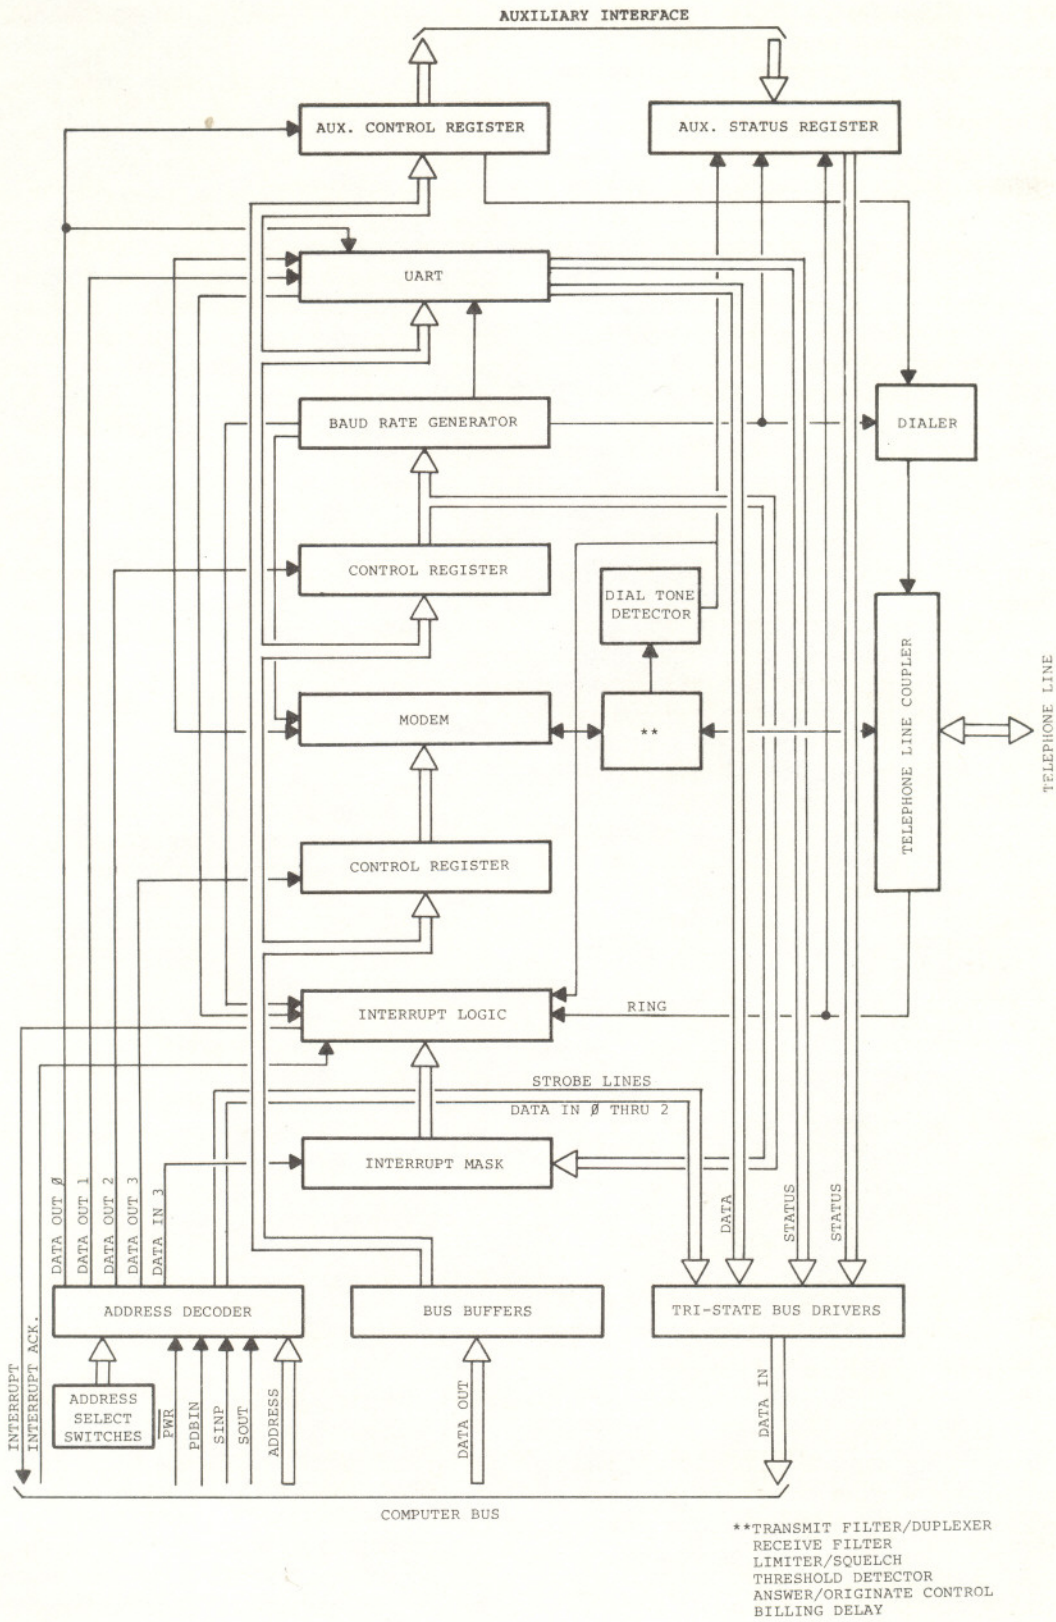 AUXILIARY INTERFACE
AUX. CONTROL REGISTER
AUX. STATUS REGISTER
UART
BAUD RATE GENERATOR
DIALER
CONTROL REGISTER
DIAL TONE
DETECTOR
MODEM
**
TELEPHONE LINE COUPLER
TELEPHONE LINE
CONTROL REGISTER
INTERRUPT LOGIC
RING
STROBE LINES
DATA IN Ø THRU 2
INTERRUPT MASK
DATA OUT Ø
DATA OUT 1
DATA OUT 2
DATA OUT 3
DATA IN 3
DATA
STATUS
STATUS
ADDRESS DECODER
BUS BUFFERS
TRI-STATE BUS DRIVERS
INTERRUPT
INTERRUPT ACK.
ADDRESS
SELECT
SWITCHES
P̅W̅R̅
PDBIN
SINP
SOUT
ADDRESS
DATA OUT
DATA IN
COMPUTER BUS
**TRANSMIT FILTER/DUPLEXER
RECEIVE FILTER
LIMITER/SQUELCH
THRESHOLD DETECTOR
ANSWER/ORIGINATE CONTROL
BILLING DELAY